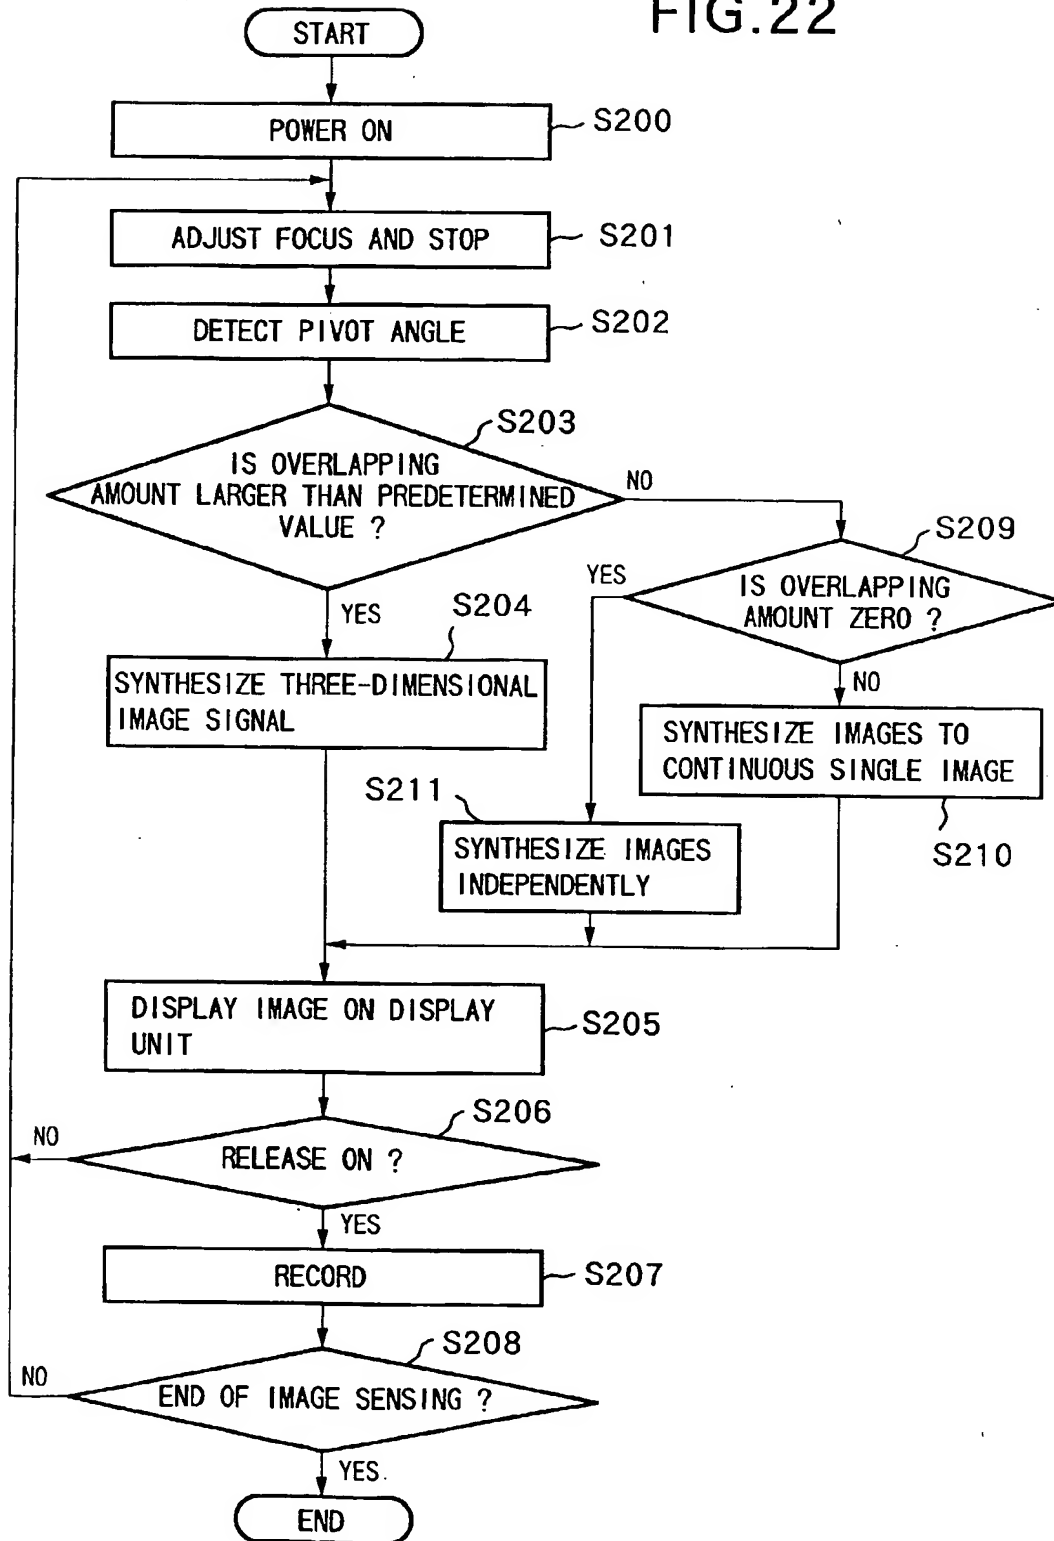 FIG.22
START
POWER ON
S200
ADJUST FOCUS AND STOP
S201
DETECT PIVOT ANGLE
S202
S203
IS OVERLAPPING
AMOUNT LARGER THAN PREDETERMINED
VALUE ?
NO
YES
S209
IS OVERLAPPING
AMOUNT ZERO ?
YES
NO
S204
SYNTHESIZE THREE-DIMENSIONAL
IMAGE SIGNAL
SYNTHESIZE IMAGES TO
CONTINUOUS SINGLE IMAGE
S210
S211
SYNTHESIZE IMAGES
INDEPENDENTLY
DISPLAY IMAGE ON DISPLAY
UNIT
S205
S206
RELEASE ON ?
NO
YES
RECORD
S207
S208
END OF IMAGE SENSING ?
NO
YES
END